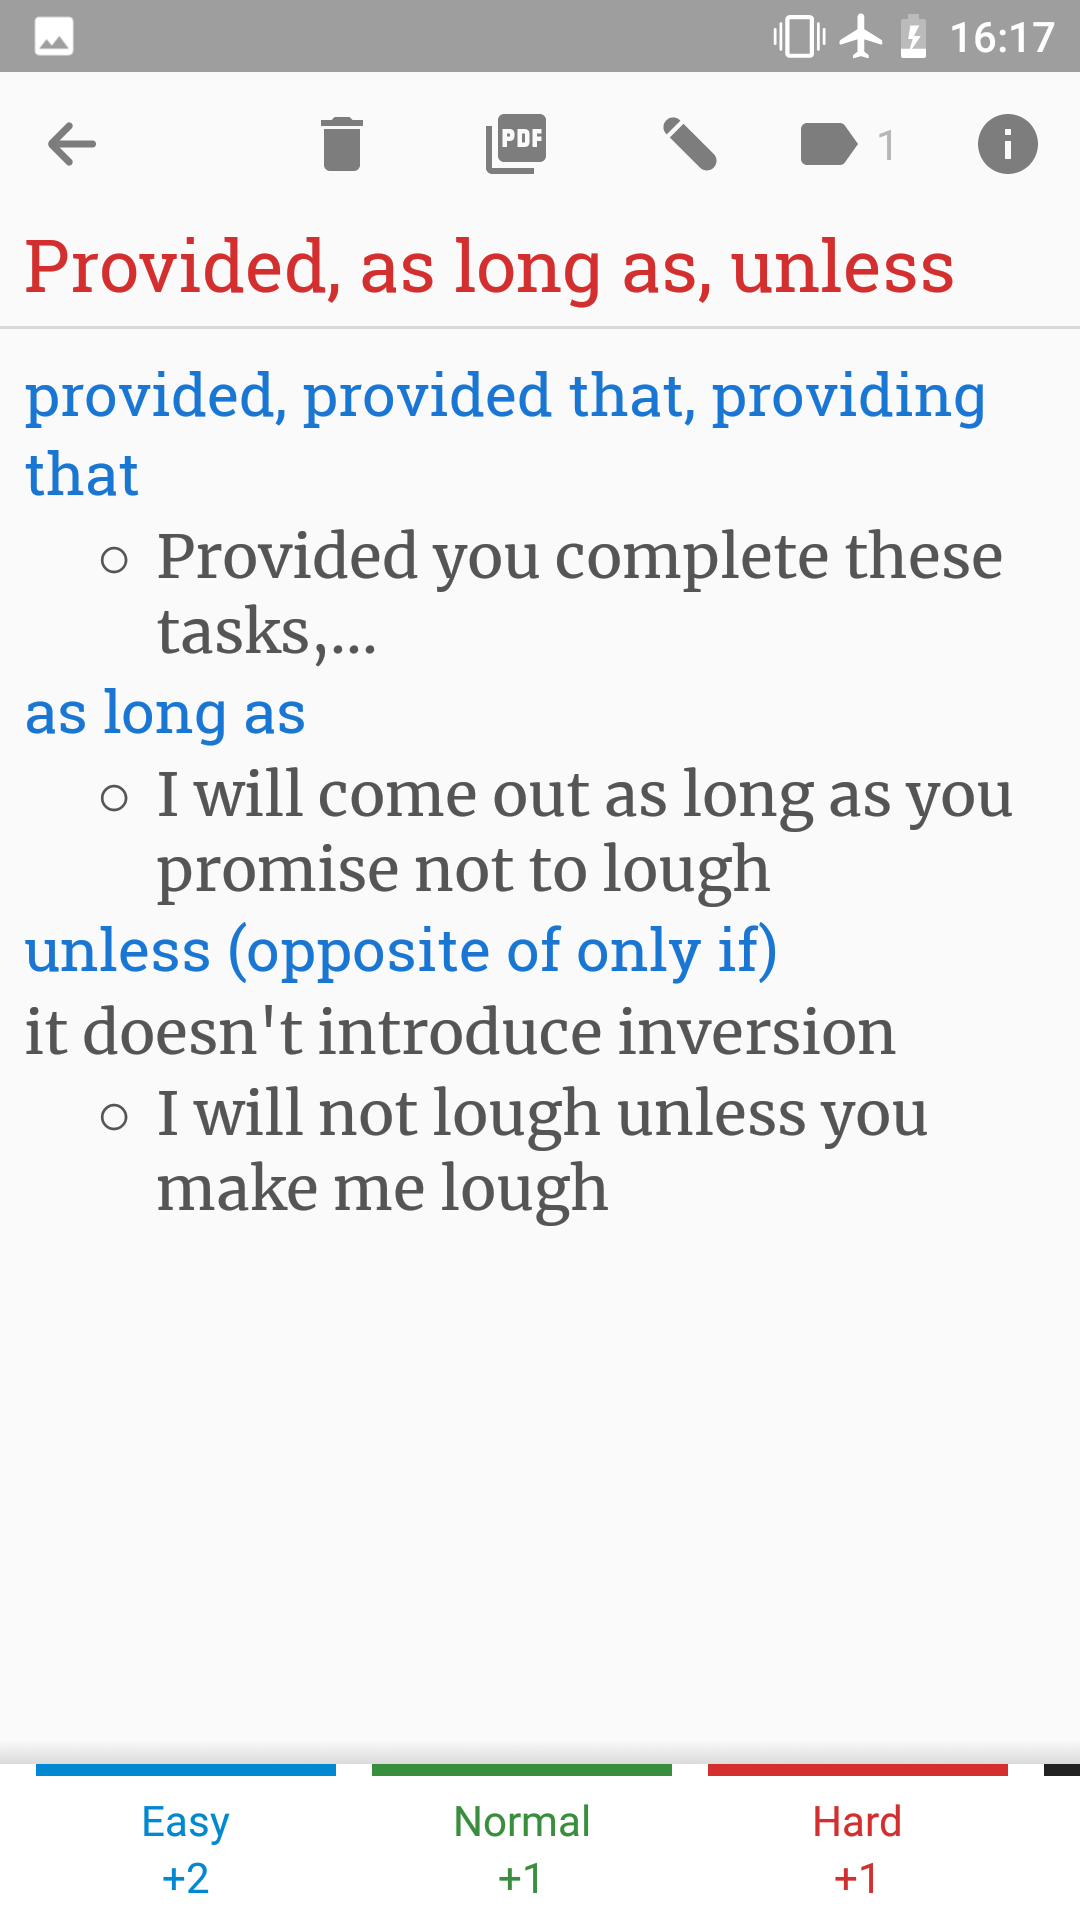 16:17
PDF
1
Provided, as long as, unless
provided, provided that, providing
that
○ Provided you complete these
tasks,...
as long as
○ I will come out as long as you
promise not to lough
unless (opposite of only if)
it doesn't introduce inversion
○ I will not lough unless you
make me lough
Easy
+2
Normal
+1
Hard
+1